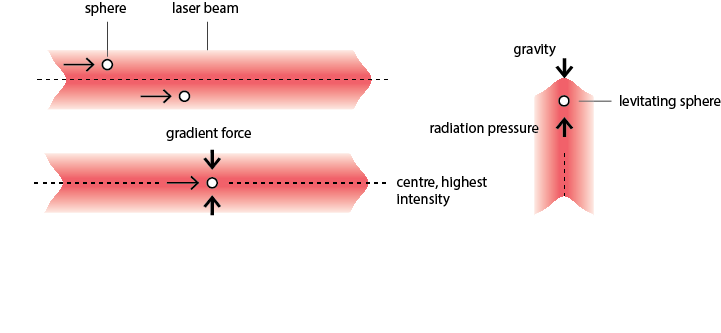 sphere
laser beam
gradient force
centre, highest
intensity
gravity
levitating sphere
radiation pressure